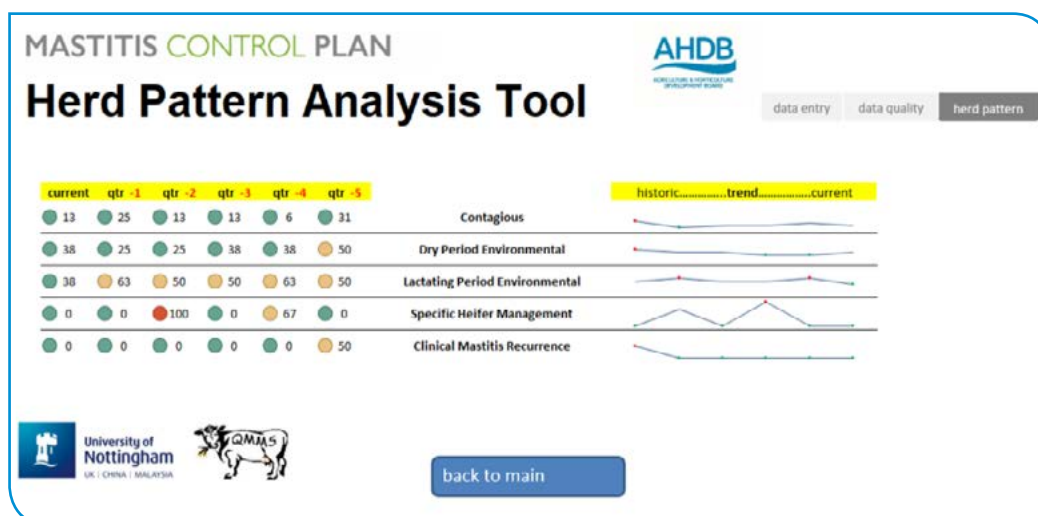 MASTITIS CONTROL PLAN
AHDB
AGRICULTURE & HORTICULTURE
DEVELOPMENT BOARD
Herd Pattern Analysis Tool
data entry data quality herd pattern
current qtr -1 qtr -2 qtr -3 qtr -4 qtr -5 historic...............trend.................current
13 25 13 13 6 31 Contagious
38 25 25 38 38 50 Dry Period Environmental
38 63 50 50 63 50 Lactating Period Environmental
0 0 100 0 67 0 Specific Heifer Management
0 0 0 0 0 50 Clinical Mastitis Recurrence
University of
Nottingham
UK | CHINA | MALAYSIA
QMMS
back to main